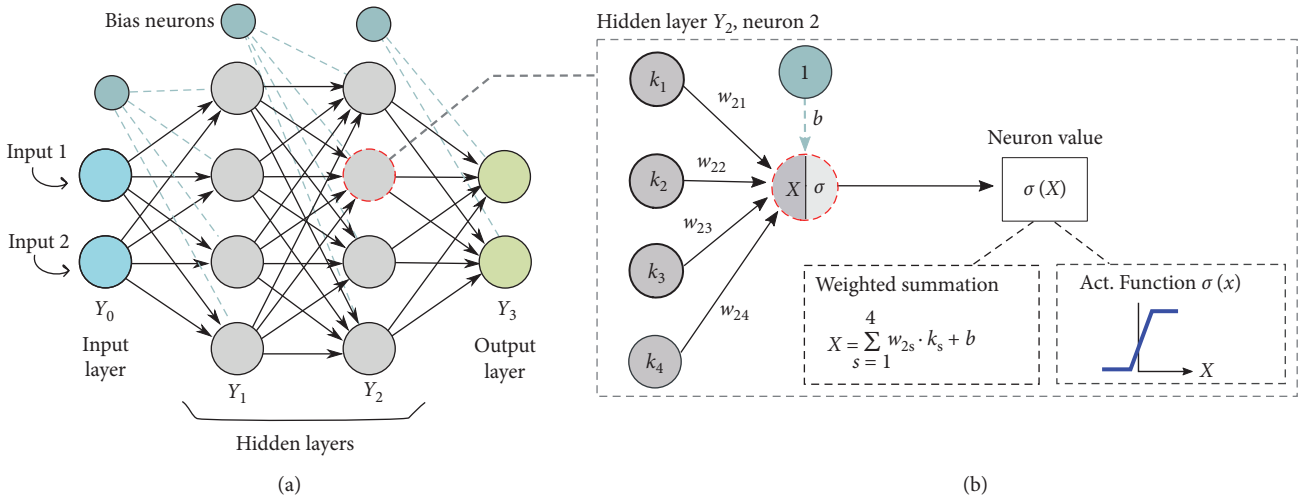 Bias neurons
Input 1
Input 2
Y0
Input
layer
Y1
Y2
Hidden layers
Y3
Output
layer
(a)
Hidden layer Y2, neuron 2
k1
k2
k3
k4
w21
w22
w23
w24
1
b
X σ
Neuron value
σ (X)
Weighted summation
4
X = ∑ w2s · ks + b
s = 1
Act. Function σ (x)
X
(b)